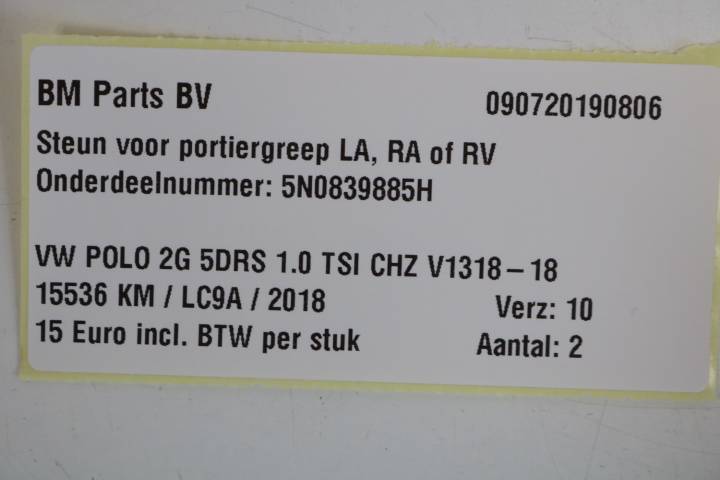 BM Parts BV 090720190806
Steun voor portiergreep LA, RA of RV
Onderdeelnummer: 5N0839885H
VW POLO 2G 5DRS 1.0 TSI CHZ V1318-18
15536 KM / LC9A / 2018 Verz: 10
15 Euro incl. BTW per stuk Aantal: 2